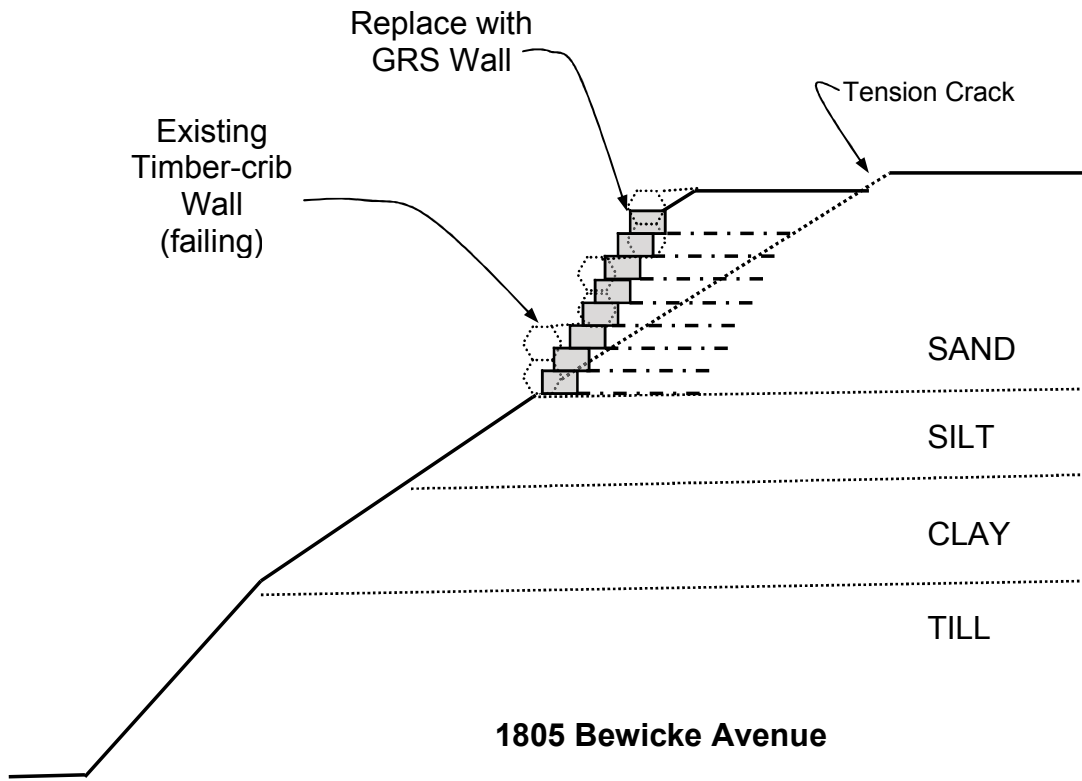 Replace with
GRS Wall
Tension Crack
Existing
Timber-crib
Wall
(failing)
SAND
SILT
CLAY
TILL
1805 Bewicke Avenue